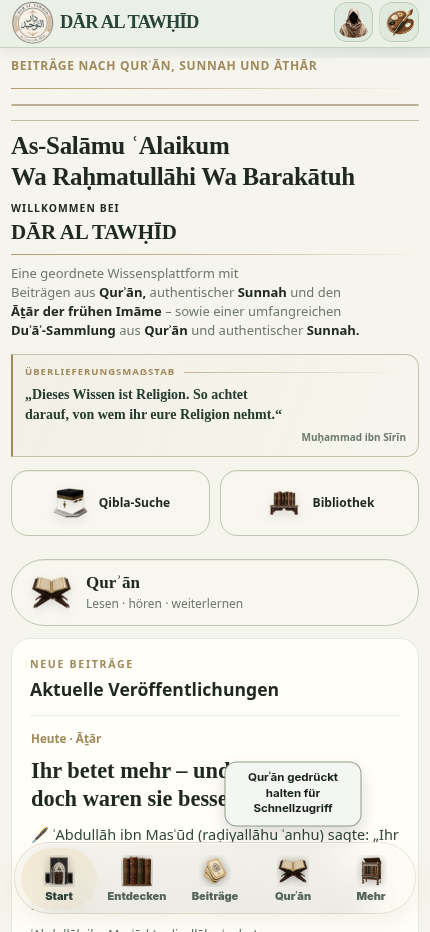 DĀR AL TAWḤĪD
BEITRÄGE NACH QURʾĀN, SUNNAH UND ĀTHĀR
As-Salāmu ʿAlaikum
Wa Raḥmatullāhi Wa Barakātuh
WILLKOMMEN BEI
DĀR AL TAWḤĪD
Eine geordnete Wissensplattform mit
Beiträgen aus Qurʾān, authentischer Sunnah und den
Āṯār der frühen Imāme – sowie einer umfangreichen
Duʿāʾ-Sammlung aus Qurʾān und authentischer Sunnah.
ÜBERLIEFERUNGSMAẞSTAB
„Dieses Wissen ist Religion. So achtet
darauf, von wem ihr eure Religion nehmt.“
Muḥammad ibn Sīrīn
Qibla-Suche
Bibliothek
Qurʾān
Lesen · hören · weiterlernen
NEUE BEITRÄGE
Aktuelle Veröffentlichungen
Heute · Āṯār
Ihr betet mehr – und
doch waren sie besse
Qurʾān gedrückt
halten für
Schnellzugriff
ʿAbdullāh ibn Masʿūd (raḍiyallāhu ʿanhu) sagte: „Ihr
Start
Entdecken
Beiträge
Qurʾān
Mehr